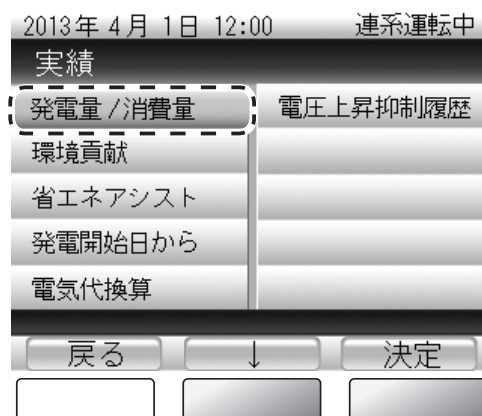 2013年 4月 1日 12:00 連系運転中
実績
発電量/消費量 電圧上昇抑制履歴
環境貢献
省エネアシスト
発電開始日から
電気代換算
戻る ↓ 決定